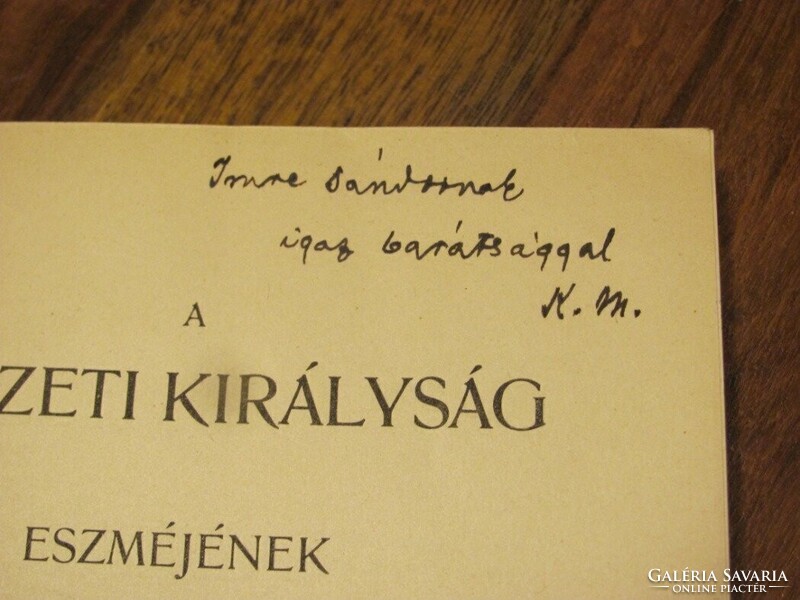 Imre Sándornak
igaz barátsággal
K. M.
A
ZETI KIRÁLYSÁG
ESZMÉJÉNEK
GALÉRIA SAVARIA
ONLINE PIACTÉR